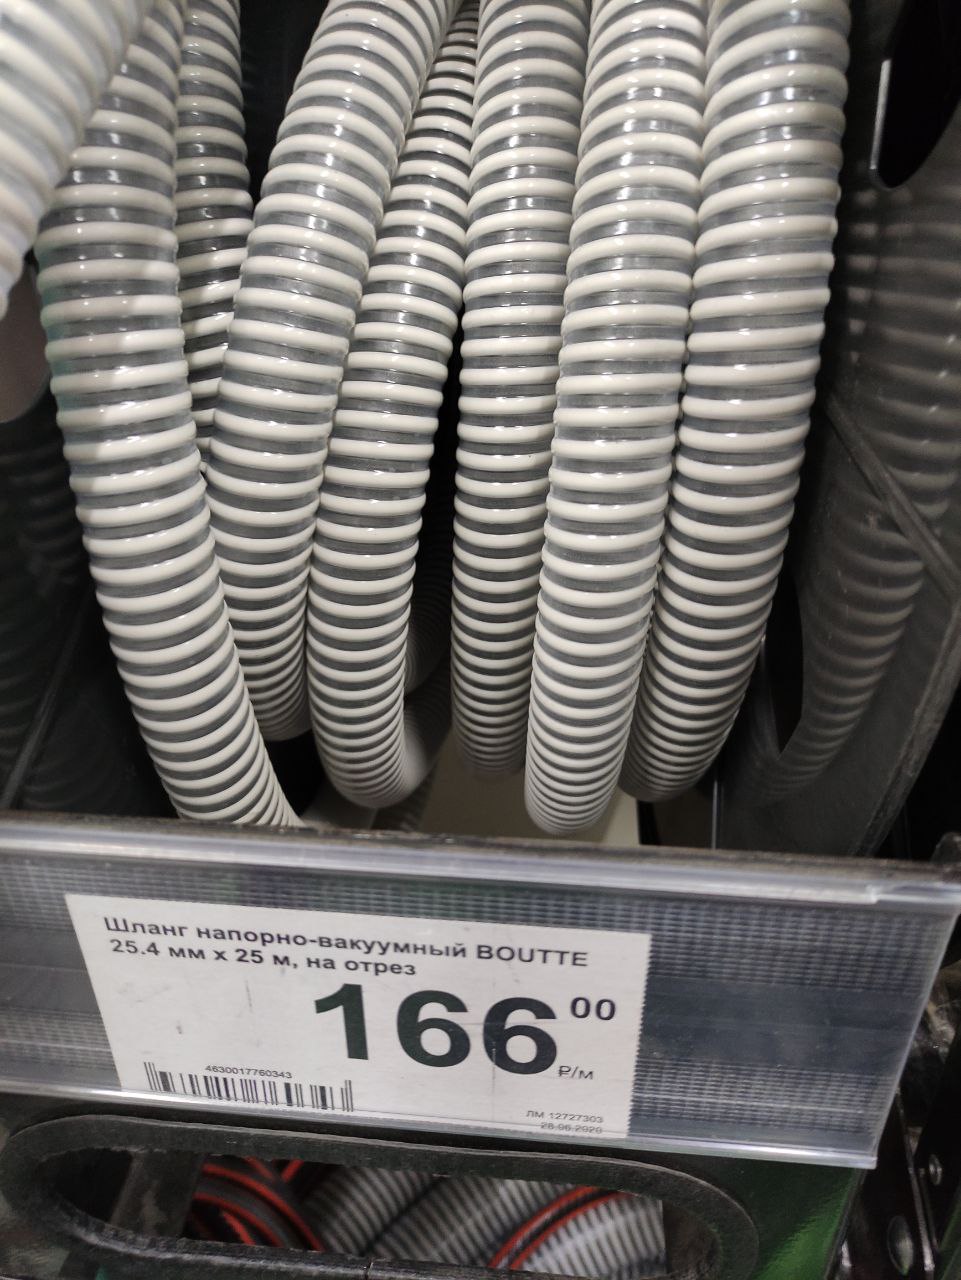 Шланг напорно-вакуумный BOUTTE
25.4 мм х 25 м, на отрез
166 00
₽/м
4630017760343
ЛМ 12727303
28.06.2020